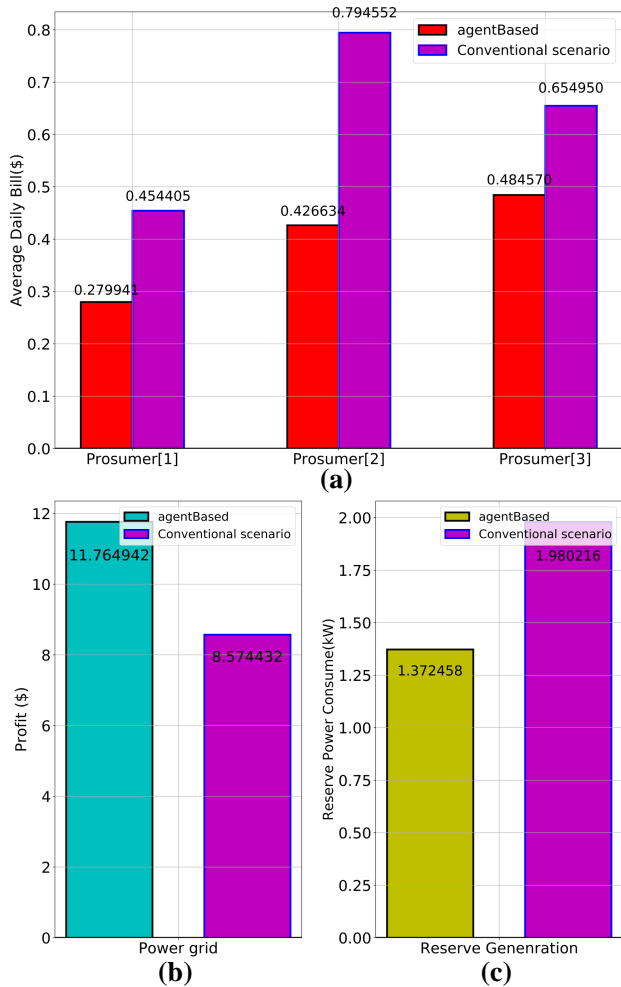 0.794552
0.8
agentBased
Conventional scenario
0.7
0.654950
0.6
0.5
0.454405
0.484570
0.426634
0.4
0.3
0.279941
0.2
0.1
0.0
Average Daily Bill($)
Prosumer[1] Prosumer[2] Prosumer[3]
(a)
12
agentBased
Conventional scenario
11.764942
10
8
8.574432
6
4
2
0
Profit ($)
Power grid
(b)
2.00
agentBased
Conventional scenario
1.980216
1.75
1.50
1.372458
1.25
1.00
0.75
0.50
0.25
0.00
Reserve Power Consume(kW)
Reserve Genenration
(c)